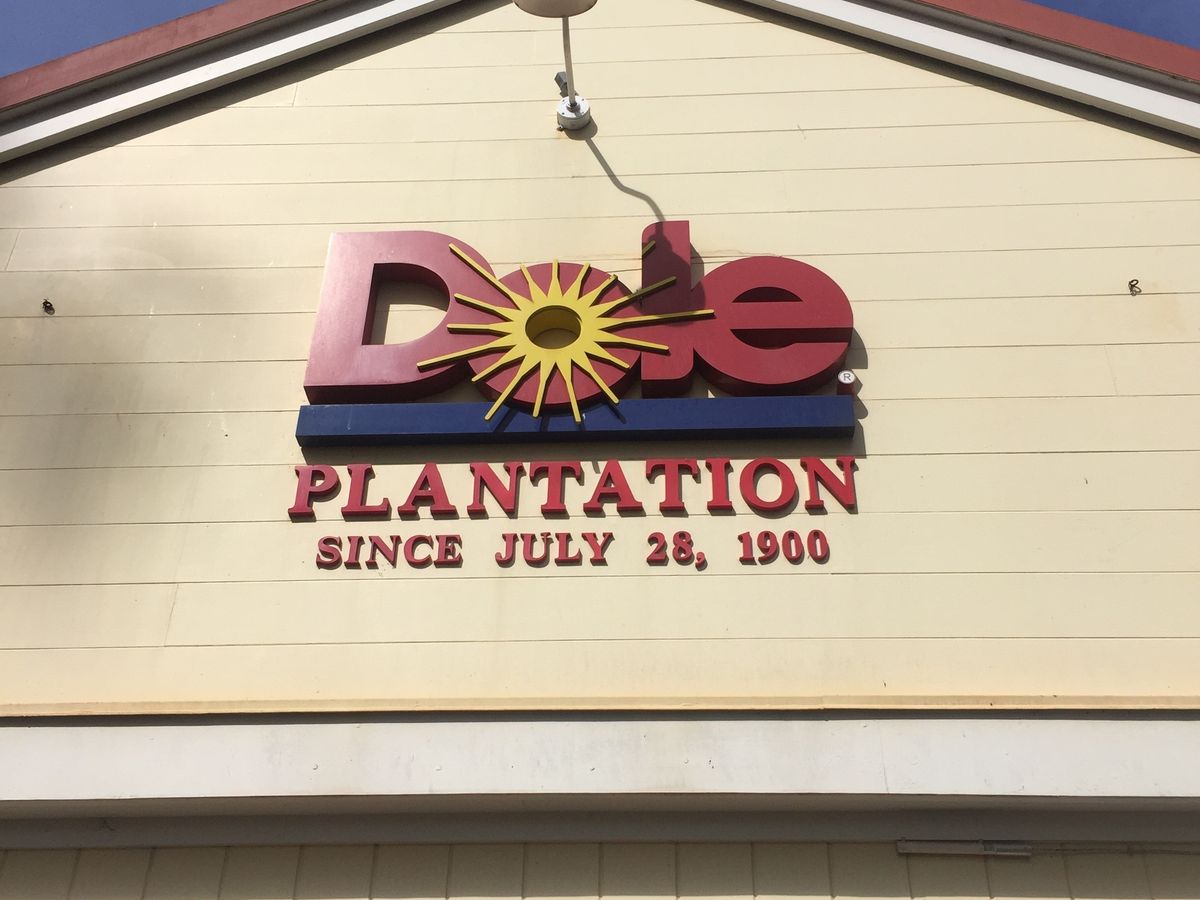 Dole®
PLANTATION
SINCE JULY 28, 1900